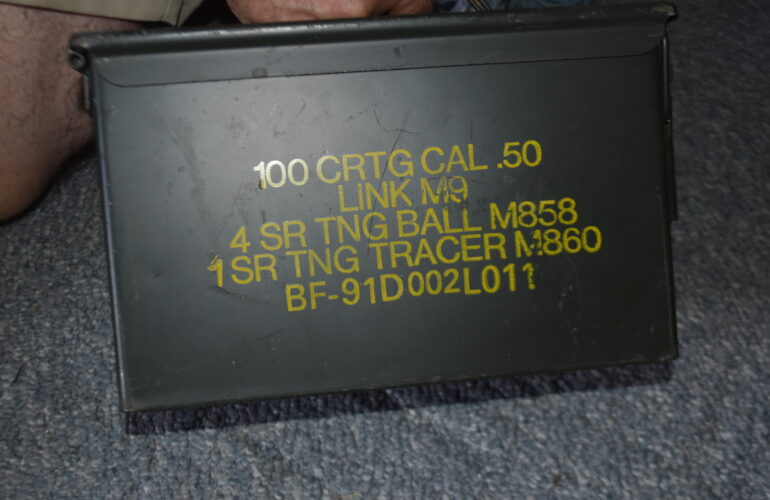 100 CRTG CAL .50
LINK M9
4 SR TNG BALL M858
1 SR TNG TRACER M860
BF-91D002L011